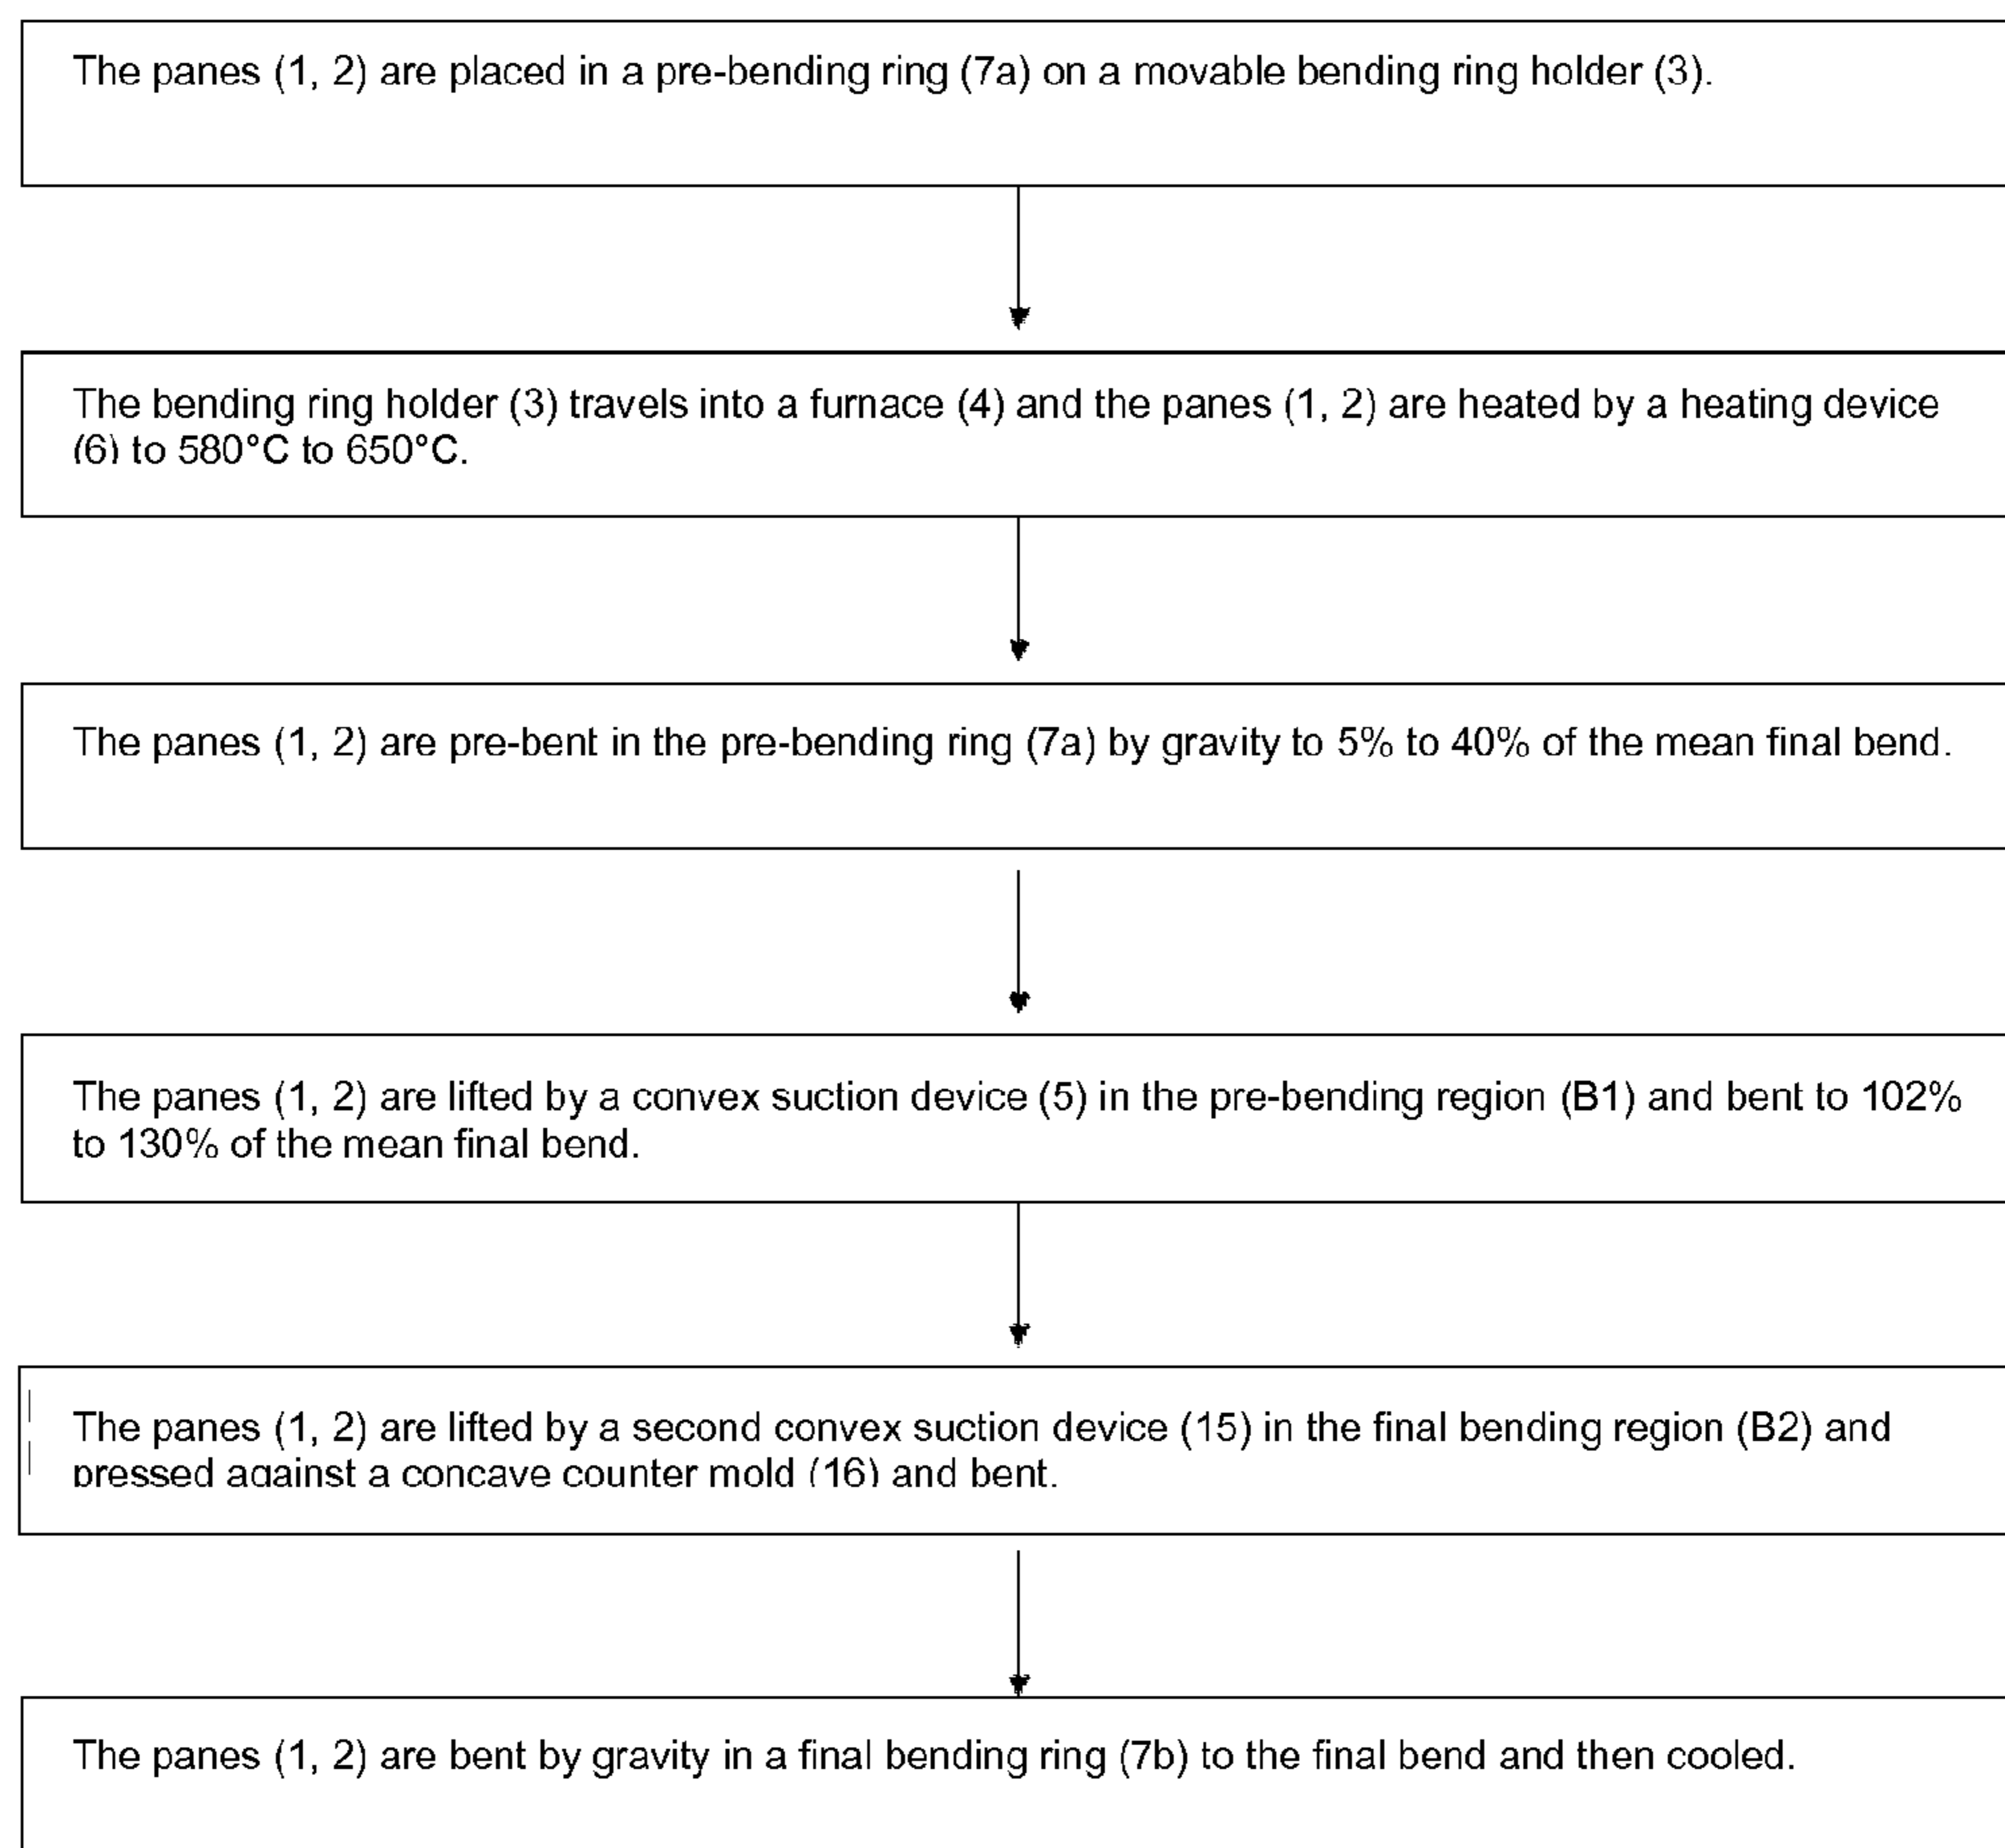 The panes (1, 2) are placed in a pre-bending ring (7a) on a movable bending ring holder (3).
The bending ring holder (3) travels into a furnace (4) and the panes (1, 2) are heated by a heating device
(6) to 580°C to 650°C.
The panes (1, 2) are pre-bent in the pre-bending ring (7a) by gravity to 5% to 40% of the mean final bend.
The panes (1, 2) are lifted by a convex suction device (5) in the pre-bending region (B1) and bent to 102%
to 130% of the mean final bend.
The panes (1, 2) are lifted by a second convex suction device (15) in the final bending region (B2) and
pressed against a concave counter mold (16) and bent.
The panes (1, 2) are bent by gravity in a final bending ring (7b) to the final bend and then cooled.